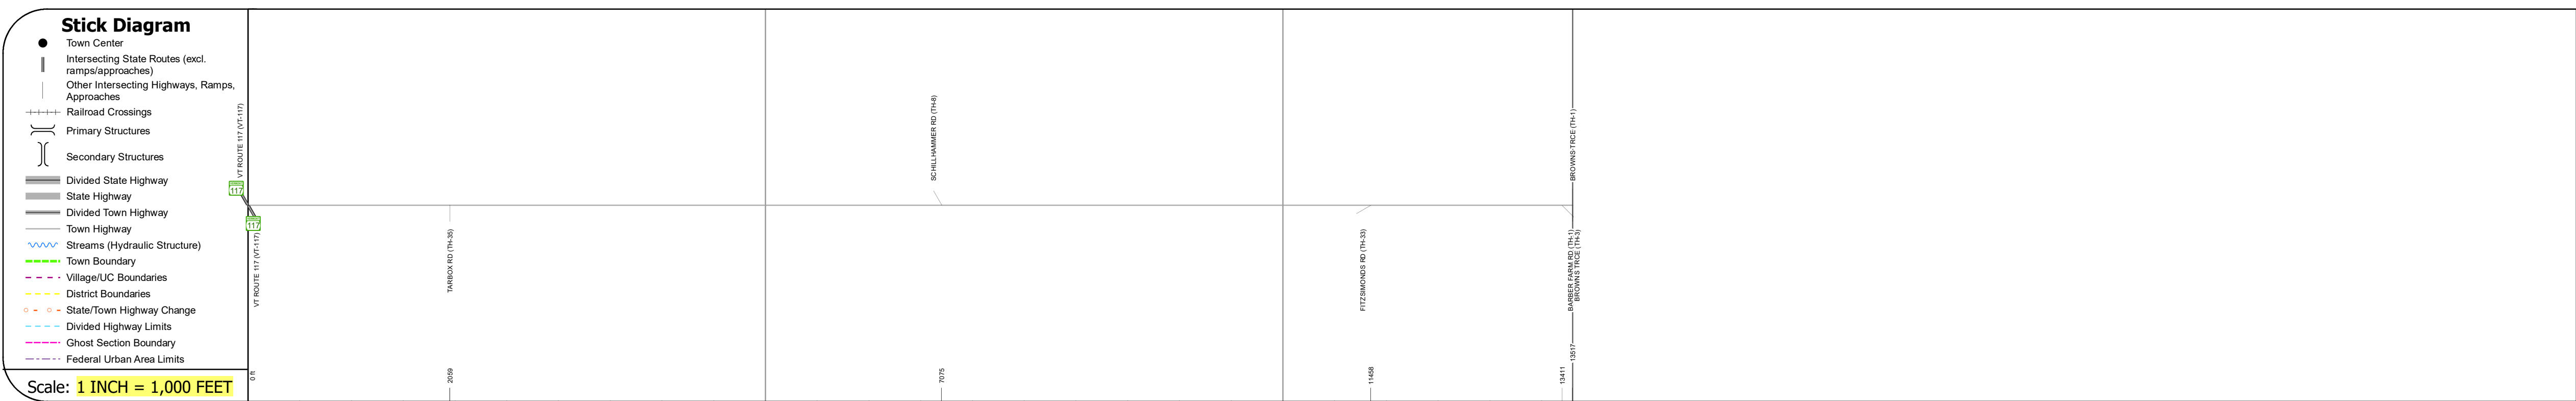 Stick Diagram
Town Center
Intersecting State Routes (excl.
ramps/approaches)
Other Intersecting Highways, Ramps,
Approaches
Railroad Crossings
Primary Structures
Secondary Structures
Divided State Highway
State Highway
Divided Town Highway
Town Highway
Streams (Hydraulic Structure)
Town Boundary
Village/UC Boundaries
District Boundaries
State/Town Highway Change
Divided Highway Limits
Ghost Section Boundary
Federal Urban Area Limits
Scale: 1 INCH = 1,000 FEET
VT ROUTE 117 (VT-117)
117
117
VT ROUTE 117 (VT-117)
TARBOX RD (TH-35)
SCHILLHAMMER RD (TH-8)
FITZSIMONDS RD (TH-33)
BROWNS TRCE (TH-1)
BARBER FARM RD (TH-1)
BROWNS TRCE (TH-3)
0 ft
2059
7075
11458
13411
13517